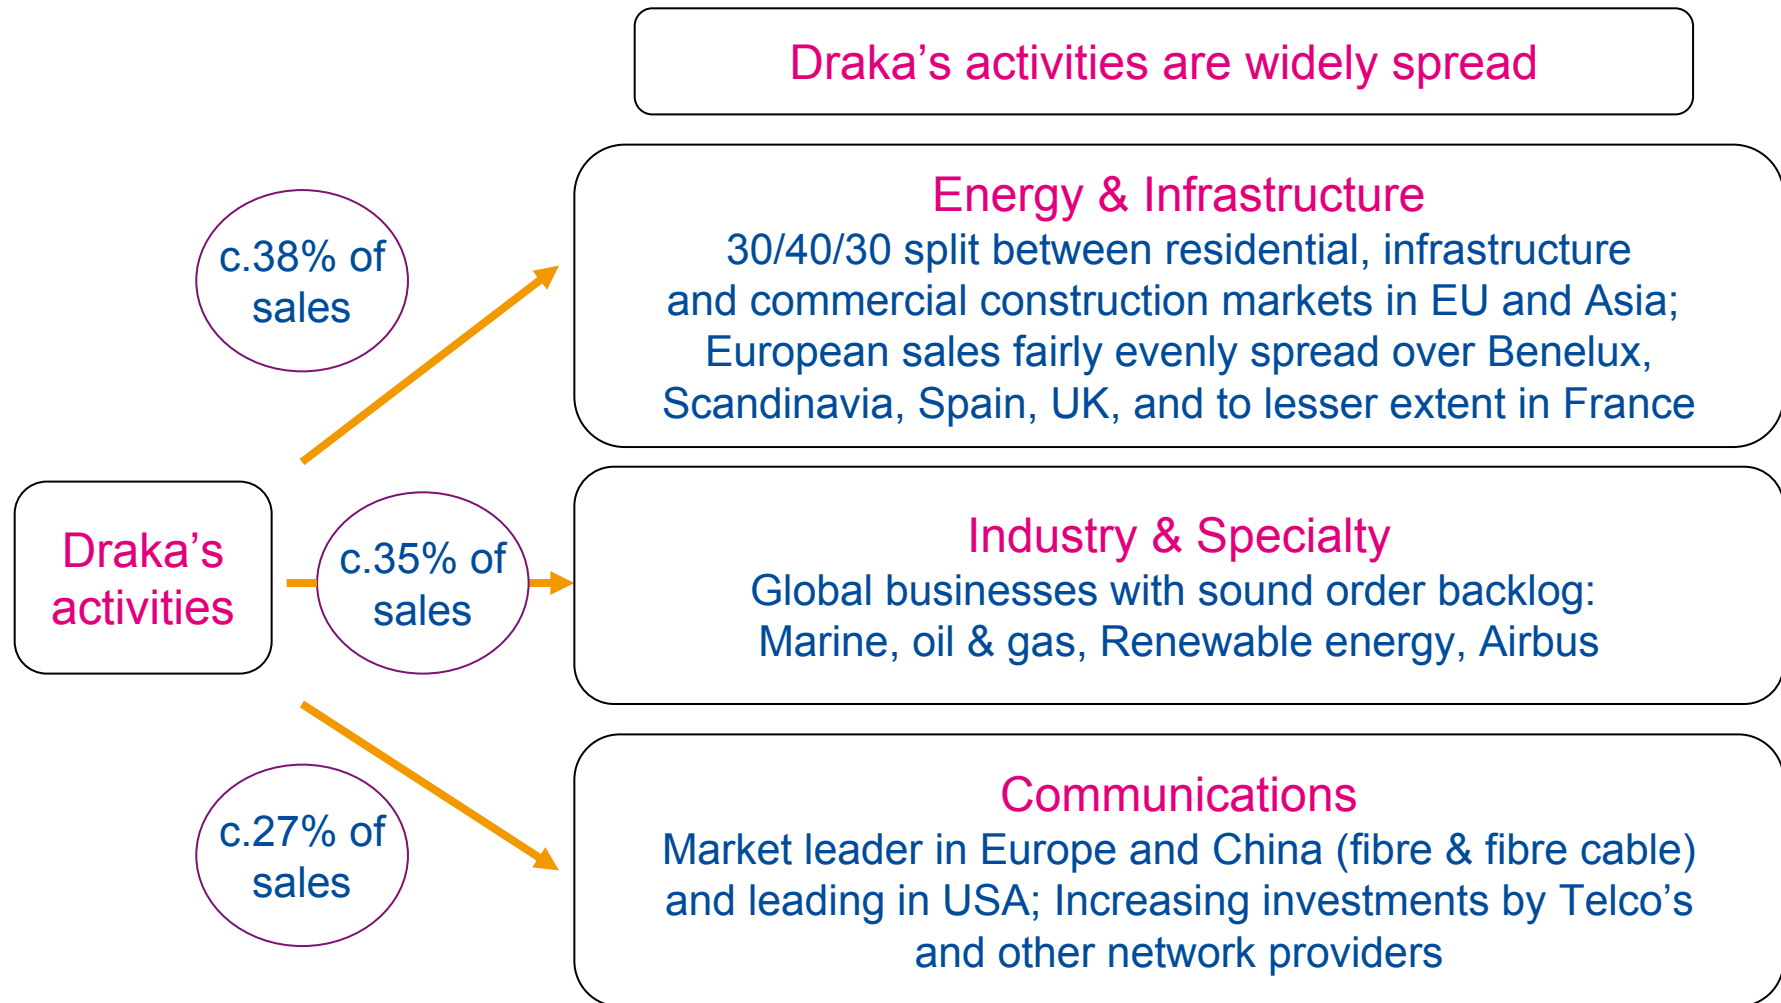 Draka’s activities are widely spread
c.38% of
sales
Energy & Infrastructure
30/40/30 split between residential, infrastructure
and commercial construction markets in EU and Asia;
European sales fairly evenly spread over Benelux,
Scandinavia, Spain, UK, and to lesser extent in France
Draka’s
activities
c.35% of
sales
Industry & Specialty
Global businesses with sound order backlog:
Marine, oil & gas, Renewable energy, Airbus
c.27% of
sales
Communications
Market leader in Europe and China (fibre & fibre cable)
and leading in USA; Increasing investments by Telco’s
and other network providers